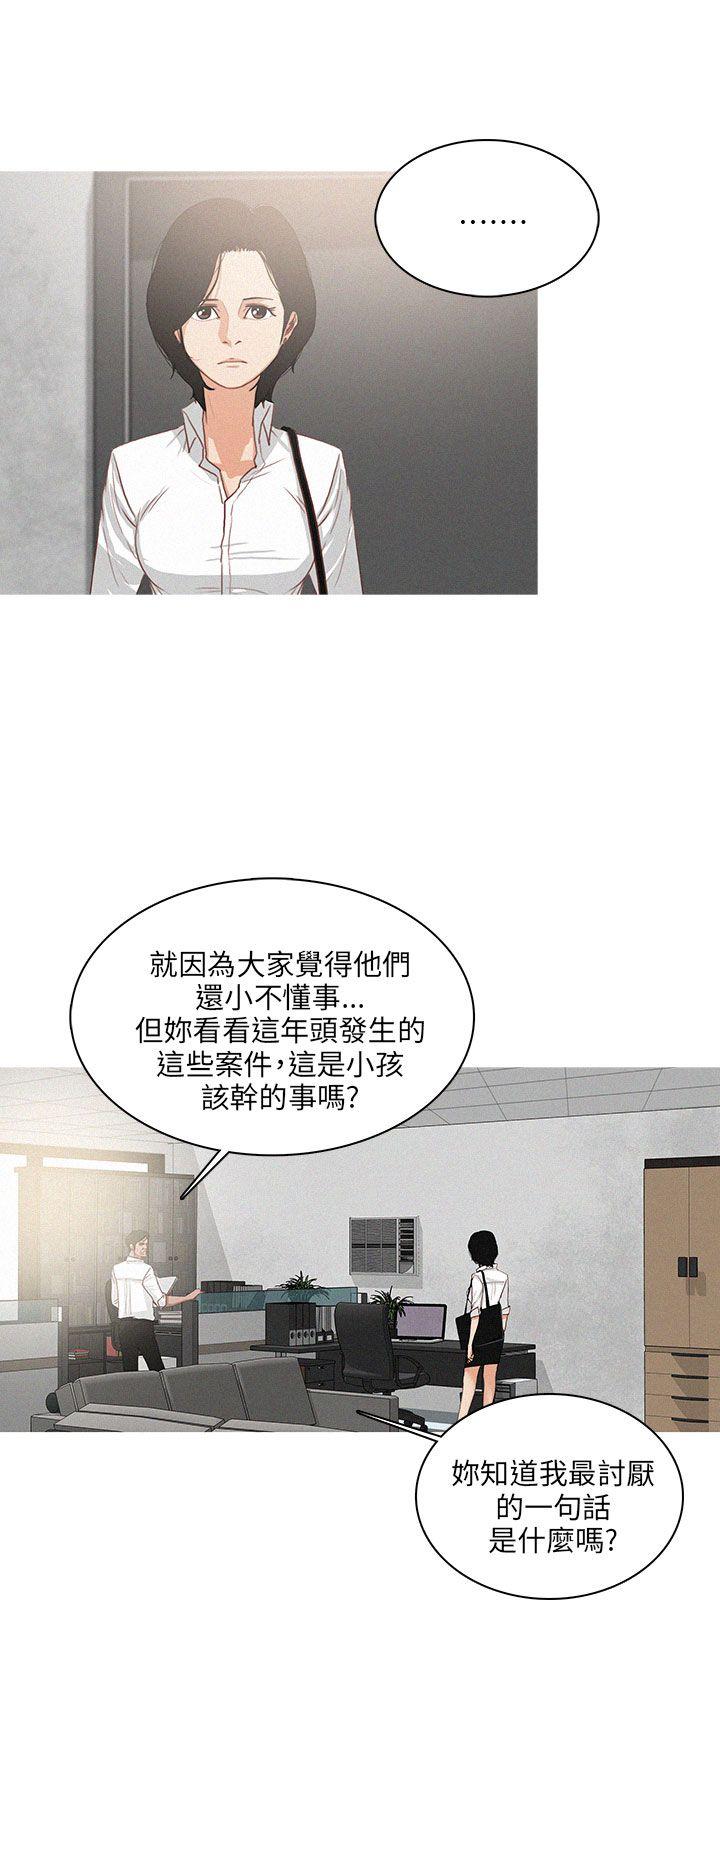 .......
就因為大家覺得他們
還小不懂事...
但妳看看這年頭發生的
這些案件，這是小孩
該幹的事嗎?
妳知道我最討厭
的一句話
是什麼嗎?